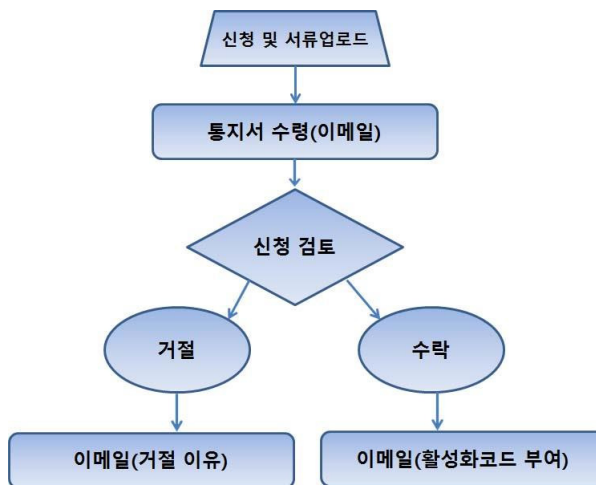 신청 및 서류업로드
통지서 수령(이메일)
신청 검토
거절
수락
이메일(거절 이유)
이메일(활성화코드 부여)